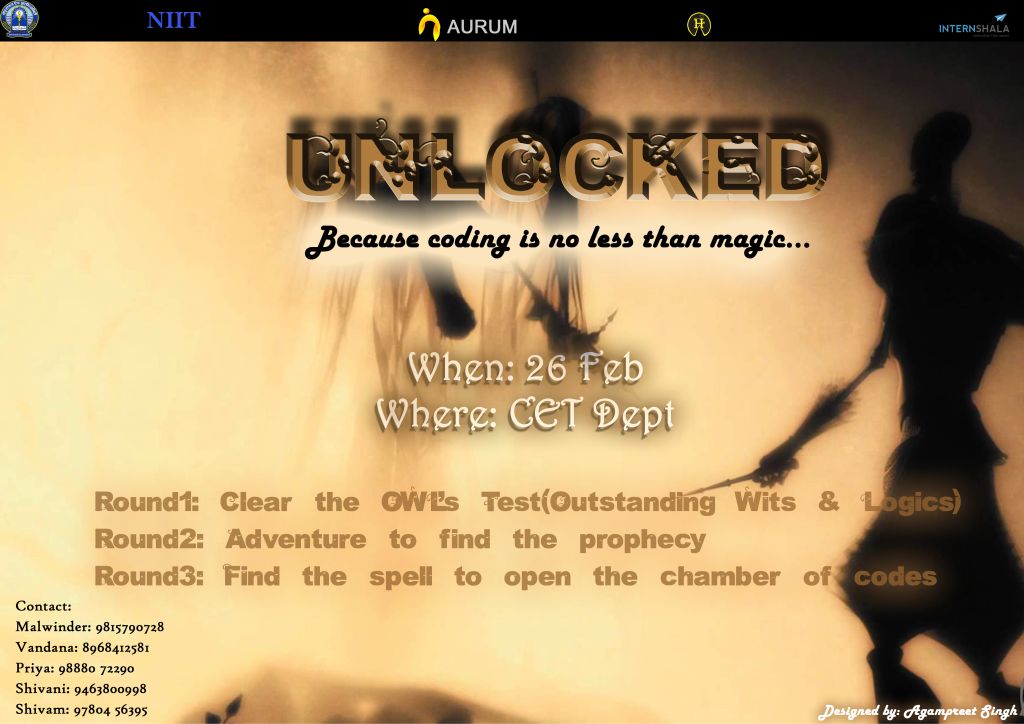 NIIT
AURUM
H
INTERNSHALA
UNLOCKED
Because coding is no less than magic...
When: 26 Feb
Where: CET Dept
Round1: Clear the OWL's Test(Outstanding Wits & Logics)
Round2: Adventure to find the prophecy
Round3: Find the spell to open the chamber of codes
Contact:
Malwinder: 9815790728
Vandana: 8968412581
Priya: 98880 72290
Shivani: 9463800998
Shivam: 97804 56395
Designed by: Agampreet Singh